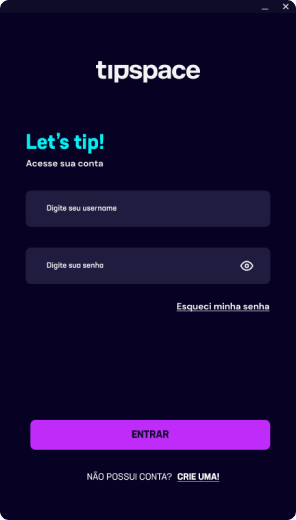 tipspace
Let's tip!
Acesse sua conta
Digite seu username
Digite sua senha
Esqueci minha senha
ENTRAR
NÃO POSSUI CONTA? CRIE UMA!